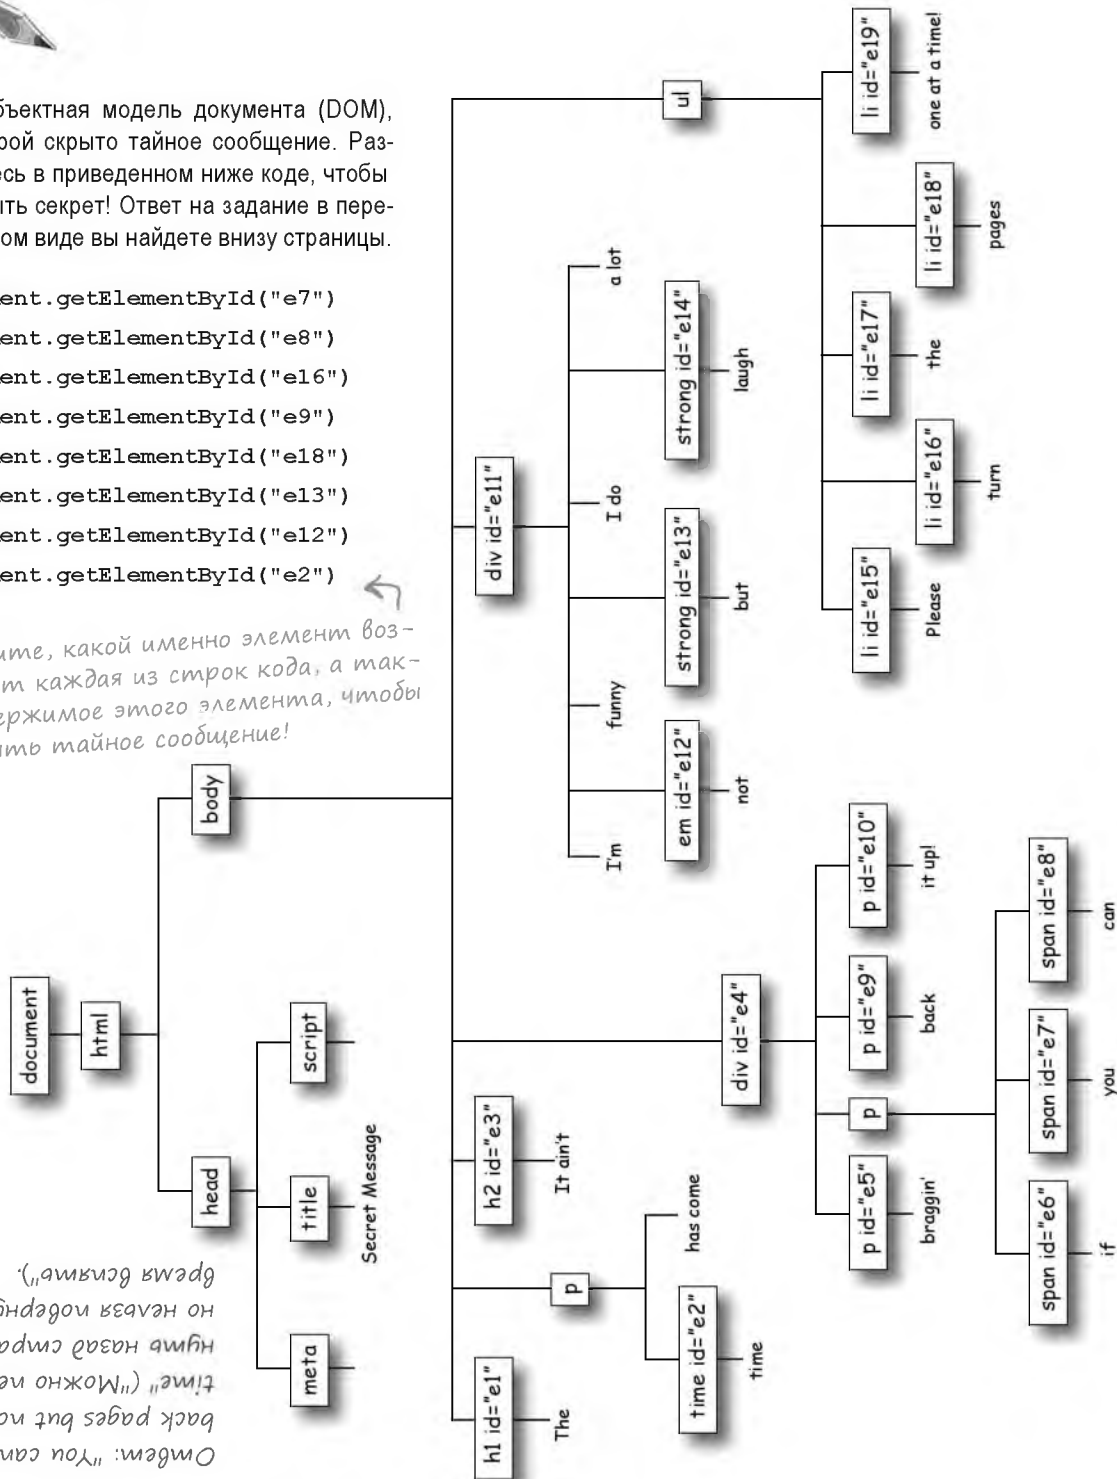 бъектная модель документа (DOM),
рой скрыто тайное сообщение. Раз-
есь в приведенном ниже коде, чтобы
ыть секрет! Ответ на задание в пере-
ом виде вы найдете внизу страницы.
ent.getElementById("e7")
ent.getElementById("e8")
ent.getElementById("e16")
ent.getElementById("e9")
ent.getElementById("e18")
ent.getElementById("e13")
ent.getElementById("e12")
ent.getElementById("e2")
ите, какой именно элемент воз-
т каждая из строк кода, а так-
ержимое этого элемента, чтобы
ять тайное сообщение!
document
html
head
body
meta
title
script
Secret Message
h1 id="e1"
The
p
time id="e2"
time
has come
h2 id="e3"
It ain't
div id="e4"
p id="e5"
braggin'
p
span id="e6"
if
span id="e7"
you
span id="e8"
can
p id="e9"
back
p id="e10"
it up!
div id="e11"
I'm
em id="e12"
not
funny
strong id="e13"
but
I do
strong id="e14"
laugh
a lot
ul
li id="e15"
Please
li id="e16"
turn
li id="e17"
the
li id="e18"
pages
li id="e19"
one at a time!
Ответ: "You can
back pages but no
time" ("Можно пе
нуть назад стра
но нельзя поверну
время вспять").